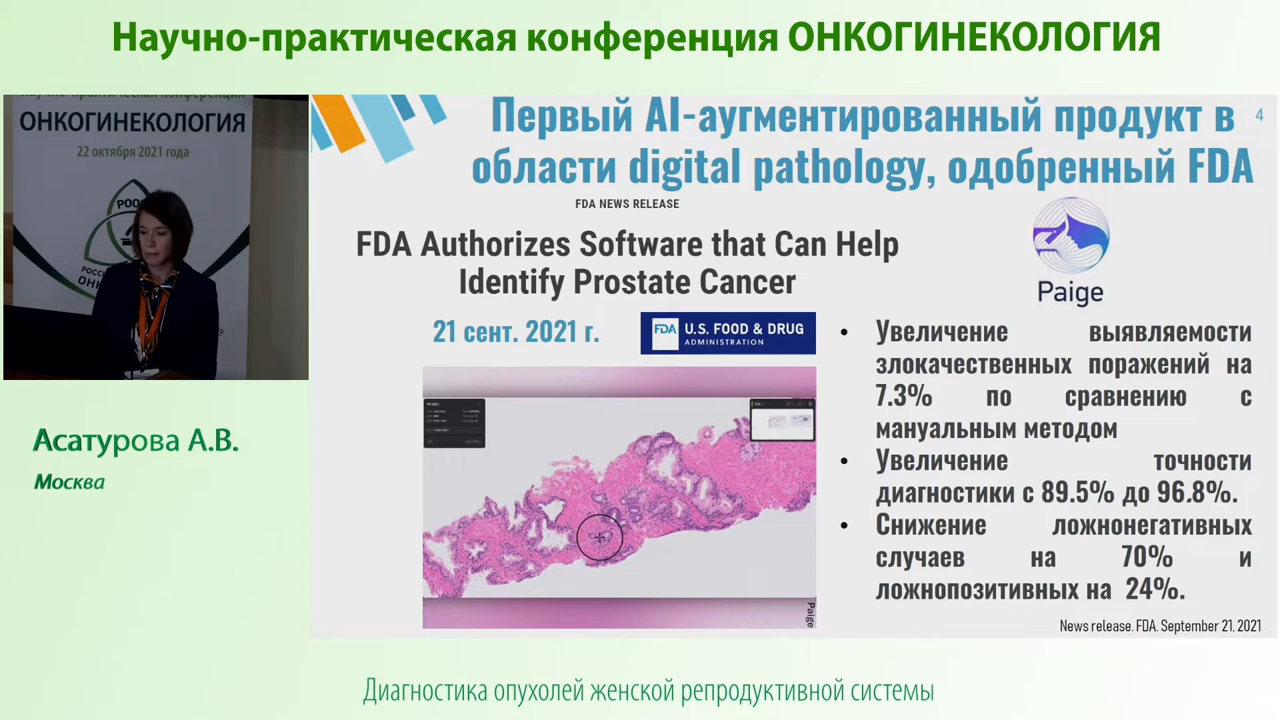 Научно-практическая конференция ОНКОГИНЕКОЛОГИЯ
ОНКОГИНЕКОЛОГИЯ
22 октября 2021 года
Первый AI-аугментированный продукт в
области digital pathology, одобренный FDA
4
FDA NEWS RELEASE
FDA Authorizes Software that Can Help
Identify Prostate Cancer
21 сент. 2021 г.
FDA U.S. FOOD & DRUG
ADMINISTRATION
Paige
• Увеличение выявляемости
злокачественных поражений на
7.3% по сравнению с
мануальным методом
• Увеличение точности
диагностики с 89.5% до 96.8%.
• Снижение ложнонегативных
случаев на 70% и
ложнопозитивных на 24%.
Paige
News release. FDA. September 21, 2021
Асатурова А.В.
Москва
Диагностика опухолей женской репродуктивной системы